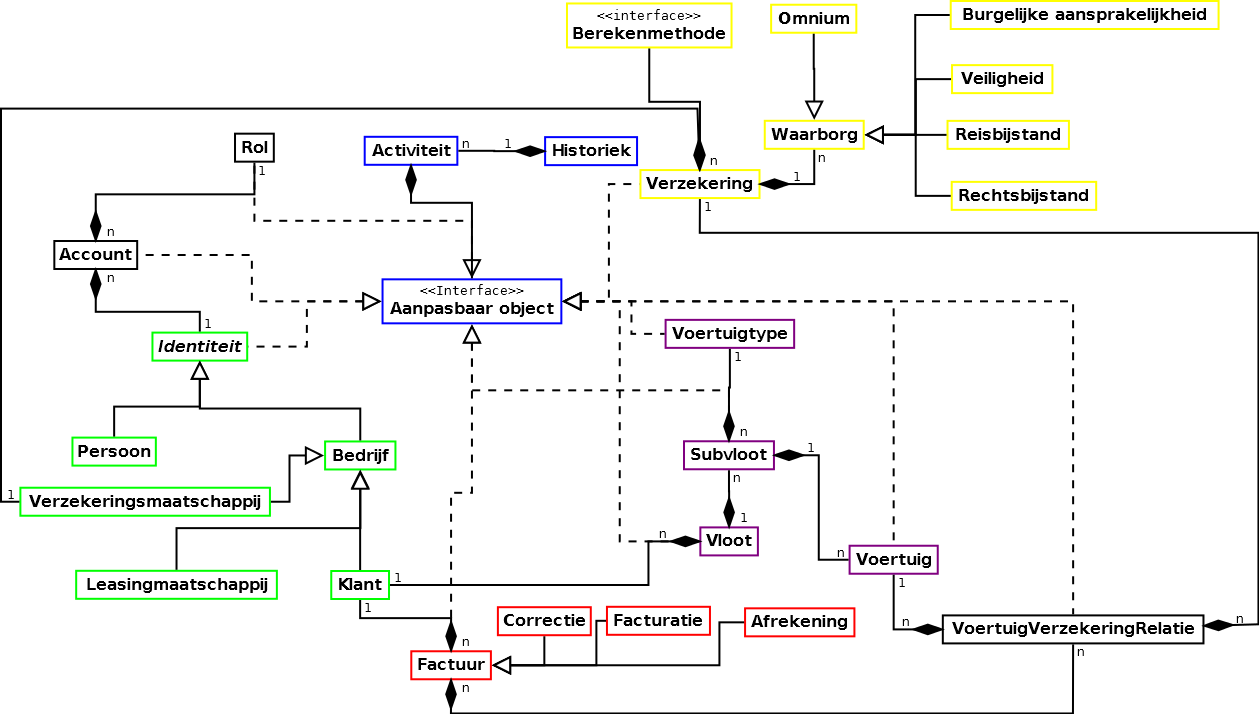 <<interface>>
Berekenmethode
Omnium
Burgelijke aansprakelijkheid
Veiligheid
Waarborg
Reisbijstand
Rechtsbijstand
n
1
n
Verzekering
1
Rol
1
Activiteit
n
1
Historiek
n
Account
n
1
Identiteit
<<Interface>>
Aanpasbaar object
Voertuigtype
1
n
Subvloot
1
n
1
n
Vloot
n
Voertuig
1
Persoon
Bedrijf
1
Verzekeringsmaatschappij
Leasingmaatschappij
Klant
1
1
Correctie
Facturatie
Afrekening
n
VoertuigVerzekeringRelatie
n
n
n
Factuur
n